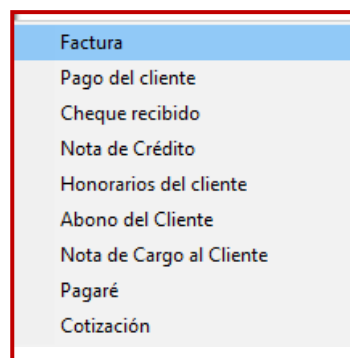 Factura
Pago del cliente
Cheque recibido
Nota de Crédito
Honorarios del cliente
Abono del Cliente
Nota de Cargo al Cliente
Pagaré
Cotización